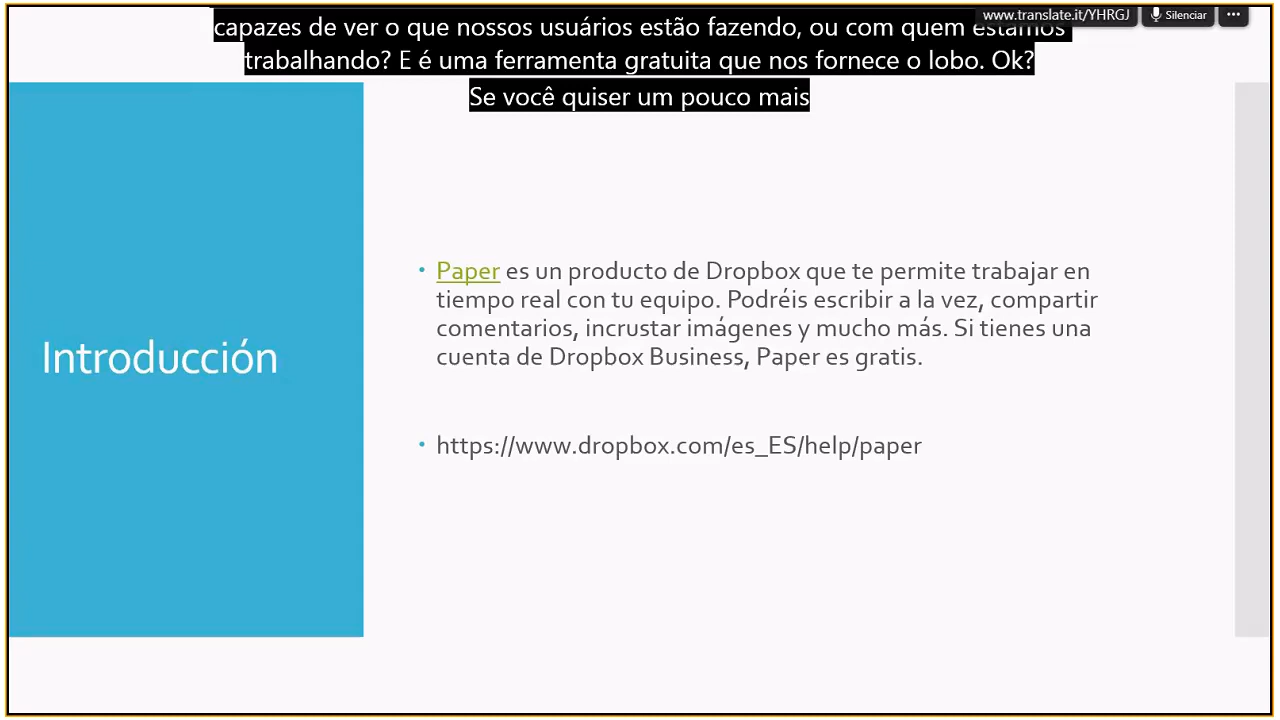 www.translate.it/YHRGJ Silenciar
capazes de ver o que nossos usuários estão fazendo, ou com quem estamos
trabalhando? E é uma ferramenta gratuita que nos fornece o lobo. Ok?
Se você quiser um pouco mais
Introducción
• Paper es un producto de Dropbox que te permite trabajar en
tiempo real con tu equipo. Podréis escribir a la vez, compartir
comentarios, incrustar imágenes y mucho más. Si tienes una
cuenta de Dropbox Business, Paper es gratis.
• https://www.dropbox.com/es_ES/help/paper